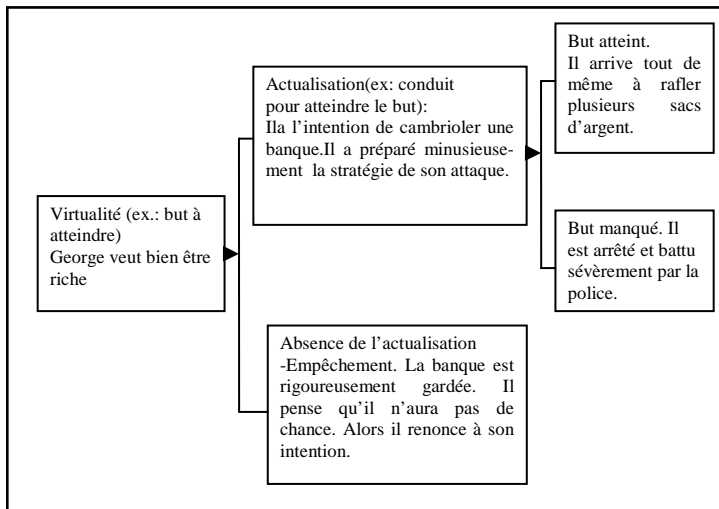 Virtualité (ex.: but à
atteindre)
George veut bien être
riche
Actualisation(ex: conduit
pour atteindre le but):
Ila l’intention de cambrioler une
banque.Il a préparé minusieuse-
ment la stratégie de son attaque.
But atteint.
Il arrive tout de
même à rafler
plusieurs sacs
d’argent.
But manqué. Il
est arrêté et battu
sévèrement par la
police.
Absence de l’actualisation
-Empêchement. La banque est
rigoureusement gardée. Il
pense qu’il n’aura pas de
chance. Alors il renonce à son
intention.